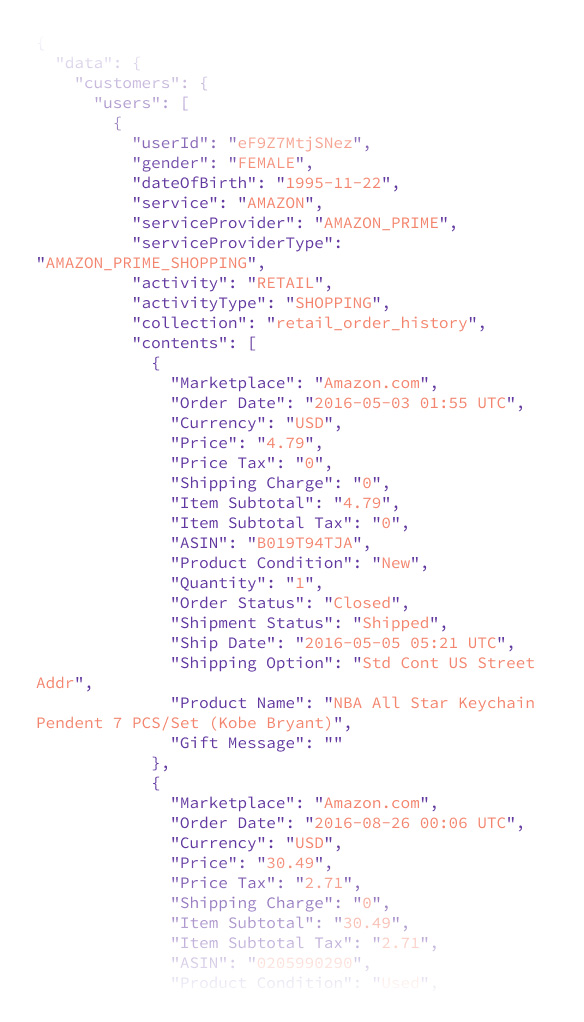 {
"data": {
"customers": {
"users": [
{
"userId": "eF9Z7MtjSNez",
"gender": "FEMALE",
"dateOfBirth": "1995-11-22",
"service": "AMAZON",
"serviceProvider": "AMAZON_PRIME",
"serviceProviderType":
"AMAZON_PRIME_SHOPPING",
"activity": "RETAIL",
"activityType": "SHOPPING",
"collection": "retail_order_history",
"contents": [
{
"Marketplace": "Amazon.com",
"Order Date": "2016-05-03 01:55 UTC",
"Currency": "USD",
"Price": "4.79",
"Price Tax": "0",
"Shipping Charge": "0",
"Item Subtotal": "4.79",
"Item Subtotal Tax": "0",
"ASIN": "B019T94TJA",
"Product Condition": "New",
"Quantity": "1",
"Order Status": "Closed",
"Shipment Status": "Shipped",
"Ship Date": "2016-05-05 05:21 UTC",
"Shipping Option": "Std Cont US Street
Addr",
"Product Name": "NBA All Star Keychain
Pendent 7 PCS/Set (Kobe Bryant)",
"Gift Message": ""
},
{
"Marketplace": "Amazon.com",
"Order Date": "2016-08-26 00:06 UTC",
"Currency": "USD",
"Price": "30.49",
"Price Tax": "2.71",
"Shipping Charge": "0",
"Item Subtotal": "30.49",
"Item Subtotal Tax": "2.71",
"ASIN": "0205990290",
"Product Condition": "Used",